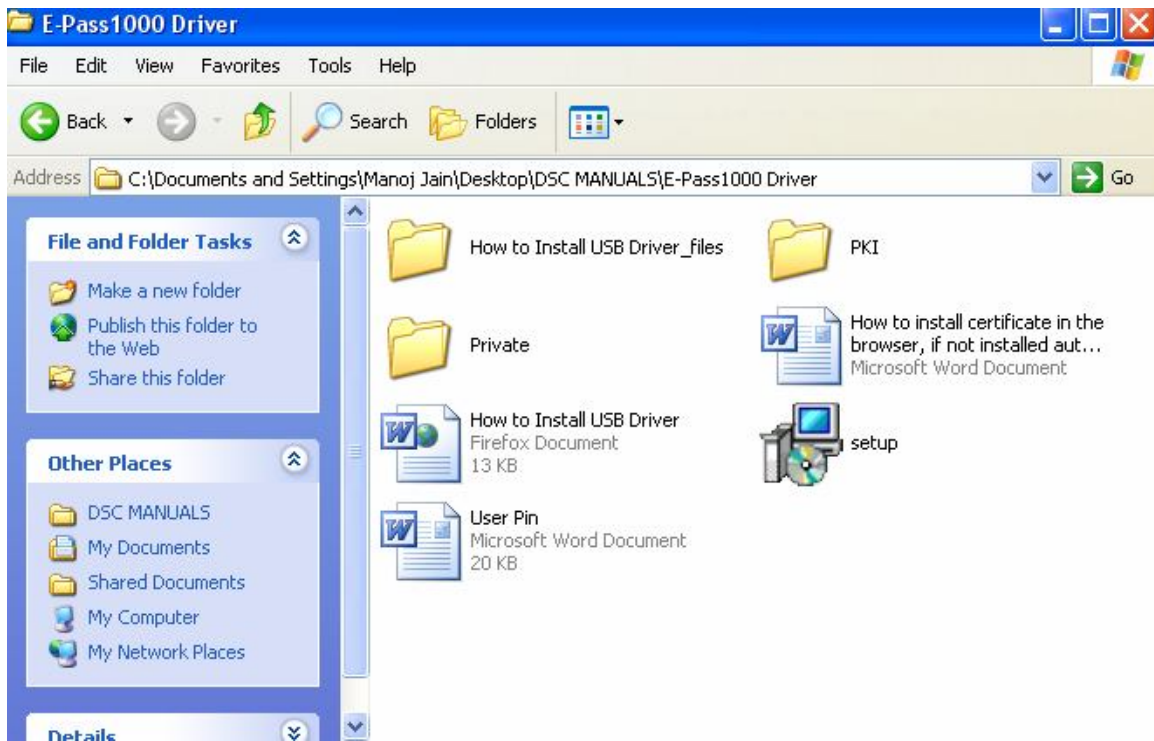 E-Pass1000 Driver
File Edit View Favorites Tools Help
Back Search Folders
Address C:\Documents and Settings\Manoj Jain\Desktop\DSC MANUALS\E-Pass1000 Driver Go
File and Folder Tasks
Make a new folder
Publish this folder to
the Web
Share this folder
Other Places
DSC MANUALS
My Documents
Shared Documents
My Computer
My Network Places
Details
How to Install USB Driver_files
PKI
Private
How to install certificate in the
browser, if not installed aut...
Microsoft Word Document
How to Install USB Driver
Firefox Document
13 KB
setup
User Pin
Microsoft Word Document
20 KB